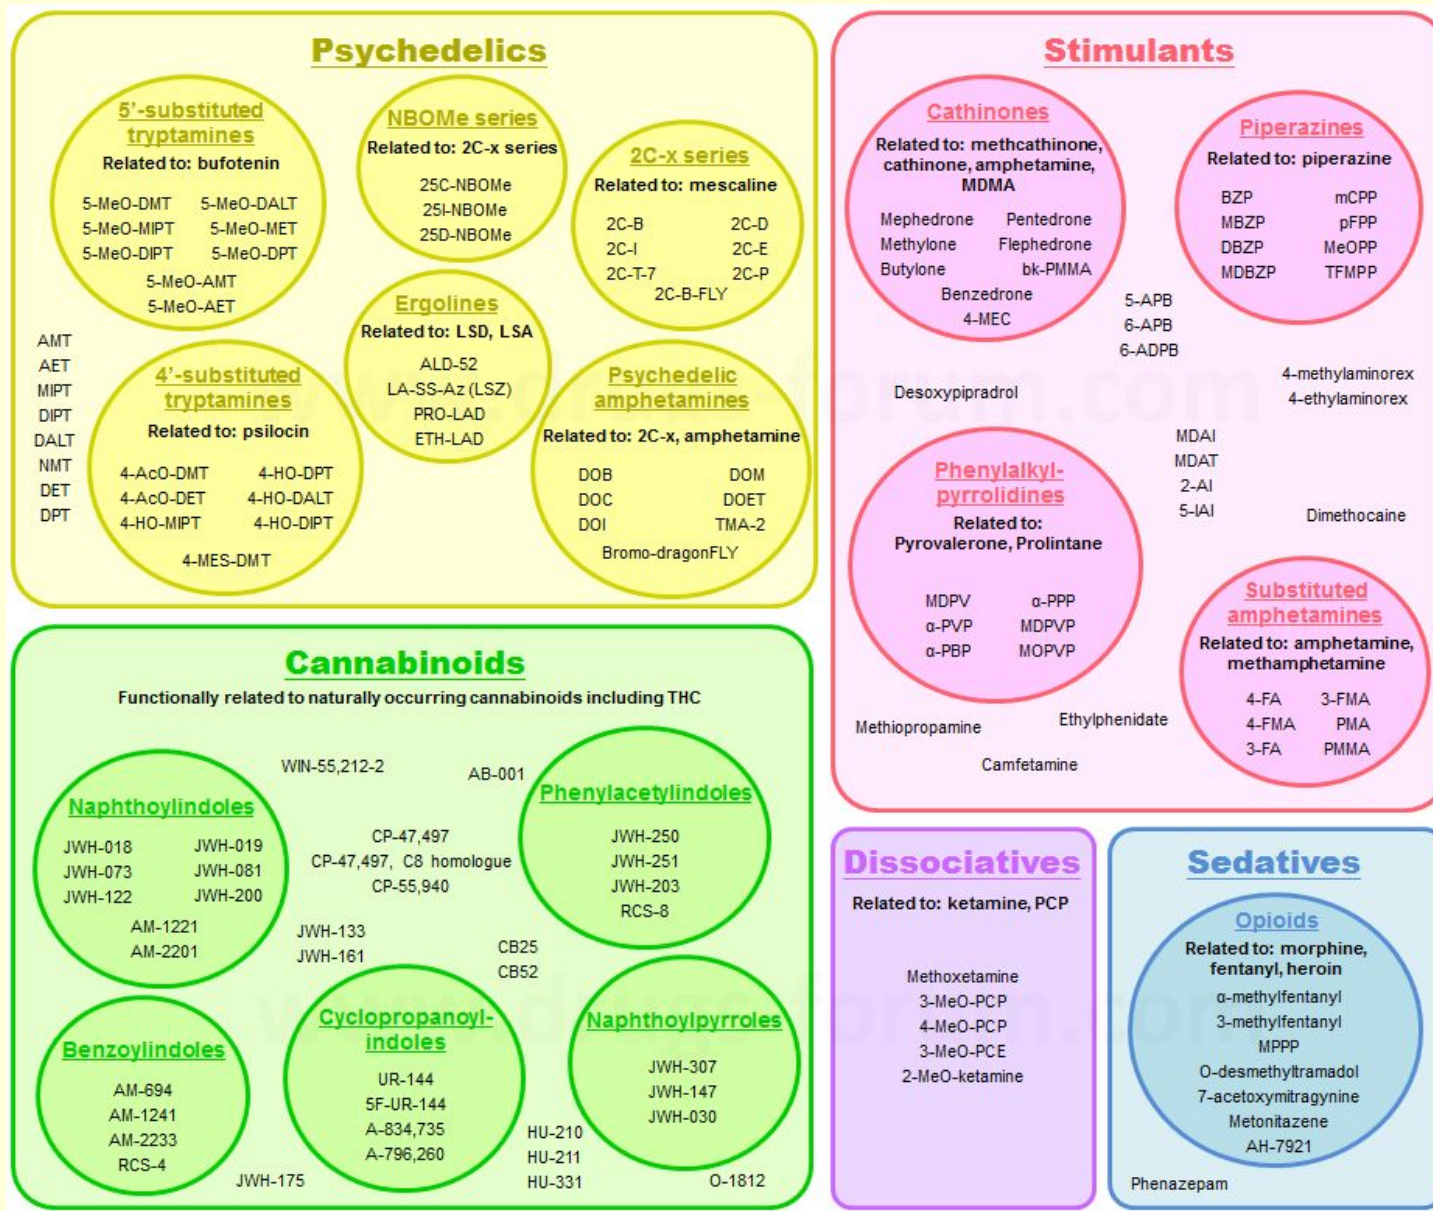 Psychedelics
5'-substituted
tryptamines
Related to: bufotenin
5-MeO-DMT 5-MeO-DALT
5-MeO-MIPT 5-MeO-MET
5-MeO-DIPT 5-MeO-DPT
5-MeO-AMT
5-MeO-AET
NBOMe series
Related to: 2C-x series
25C-NBOMe
25I-NBOMe
25D-NBOMe
2C-x series
Related to: mescaline
2C-B 2C-D
2C-I 2C-E
2C-T-7 2C-P
2C-B-FLY
Ergolines
Related to: LSD, LSA
ALD-52
LA-SS-Az (LSZ)
PRO-LAD
ETH-LAD
AMT
AET
MIPT
DIPT
DALT
NMT
DET
DPT
4'-substituted
tryptamines
Related to: psilocin
4-AcO-DMT 4-HO-DPT
4-AcO-DET 4-HO-DALT
4-HO-MIPT 4-HO-DIPT
4-MES-DMT
Psychedelic
amphetamines
Related to: 2C-x, amphetamine
DOB DOM
DOC DOET
DOI TMA-2
Bromo-dragonFLY
Stimulants
Cathinones
Related to: methcathinone,
cathinone, amphetamine,
MDMA
Mephedrone Pentedrone
Methylone Flephedrone
Butylone bk-PMMA
Benzedrone
4-MEC
Piperazines
Related to: piperazine
BZP mCPP
MBZP pFPP
DBZP MeOPP
MDBZP TFMPP
5-APB
6-APB
6-ADPB
Desoxypipradrol
4-methylaminorex
4-ethylaminorex
MDAI
MDAT
2-AI
5-IAI
Dimethocaine
Phenylalkyl-
pyrrolidines
Related to:
Pyrovalerone, Prolintane
MDPV α-PPP
α-PVP MDPVP
α-PBP MOPVP
Substituted
amphetamines
Related to: amphetamine,
methamphetamine
4-FA 3-FMA
4-FMA PMA
3-FA PMMA
Methiopropamine
Ethylphenidate
Camfetamine
Cannabinoids
Functionally related to naturally occurring cannabinoids including THC
WIN-55,212-2
AB-001
Naphthoylindoles
JWH-018 JWH-019
JWH-073 JWH-081
JWH-122 JWH-200
AM-1221
AM-2201
CP-47,497
CP-47,497, C8 homologue
CP-55,940
Phenylacetylindoles
JWH-250
JWH-251
JWH-203
RCS-8
JWH-133
JWH-161
CB25
CB52
Benzoylindoles
AM-694
AM-1241
AM-2233
RCS-4
Cyclopropanoyl-
indoles
UR-144
5F-UR-144
A-834,735
A-796,260
Naphthoylpyrroles
JWH-307
JWH-147
JWH-030
JWH-175
HU-210
HU-211
HU-331
O-1812
Dissociatives
Related to: ketamine, PCP
Methoxetamine
3-MeO-PCP
4-MeO-PCP
3-MeO-PCE
2-MeO-ketamine
Sedatives
Opioids
Related to: morphine,
fentanyl, heroin
α-methylfentanyl
3-methylfentanyl
MPPP
O-desmethyltramadol
7-acetoxymitragynine
Metonitazene
AH-7921
Phenazepam